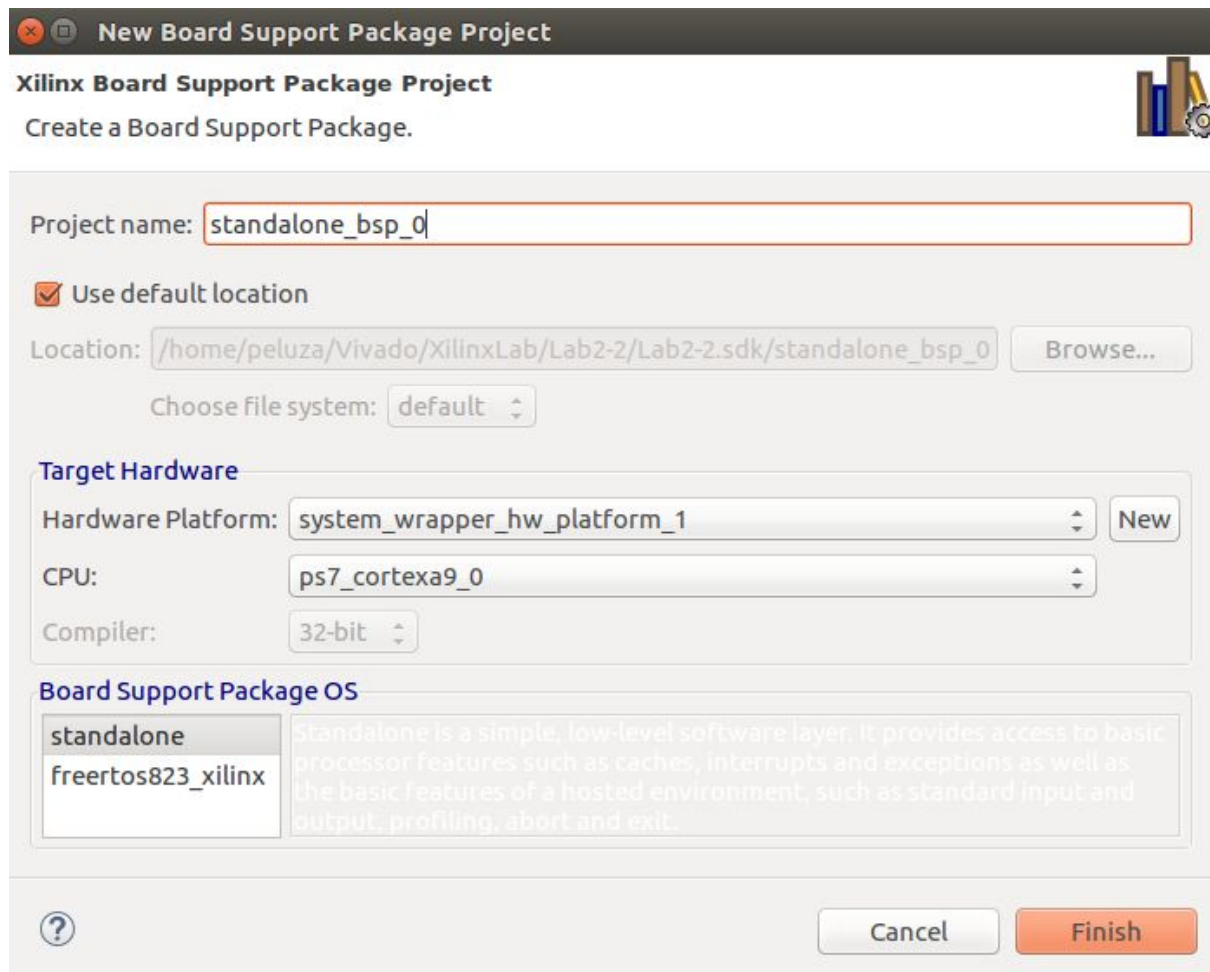 New Board Support Package Project
Xilinx Board Support Package Project
Create a Board Support Package.
Project name: standalone_bsp_0
Use default location
Location: /home/peluza/Vivado/XilinxLab/Lab2-2/Lab2-2.sdk/standalone_bsp_0 Browse...
Choose file system: default
Target Hardware
Hardware Platform: system_wrapper_hw_platform_1 New
CPU: ps7_cortexa9_0
Compiler: 32-bit
Board Support Package OS
standalone
freertos823_xilinx
Standalone is a simple, low-level software layer. It provides access to basic
processor features such as caches, interrupts and exceptions as well as
the basic features of a hosted environment, such as standard input and
output, profiling, abort and exit.
?
Cancel Finish